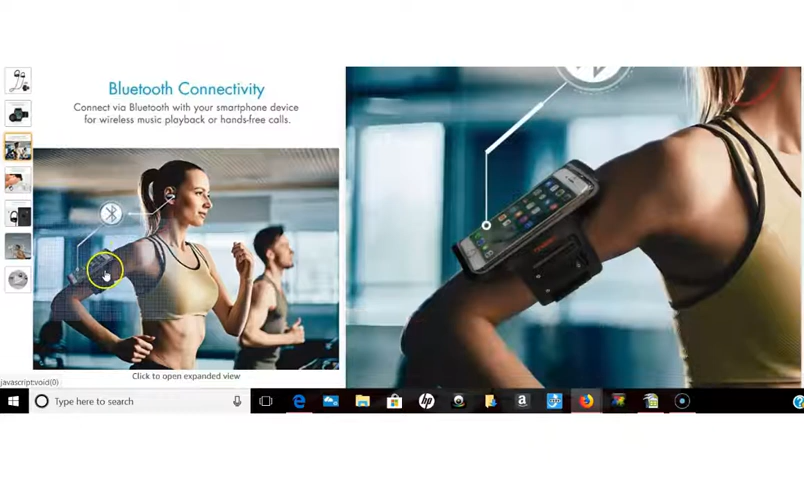 Bluetooth Connectivity
Connect via Bluetooth with your smartphone device
for wireless music playback or hands-free calls.
Click to open expanded view
javascript:void(0)
Type here to search
hp
a
?